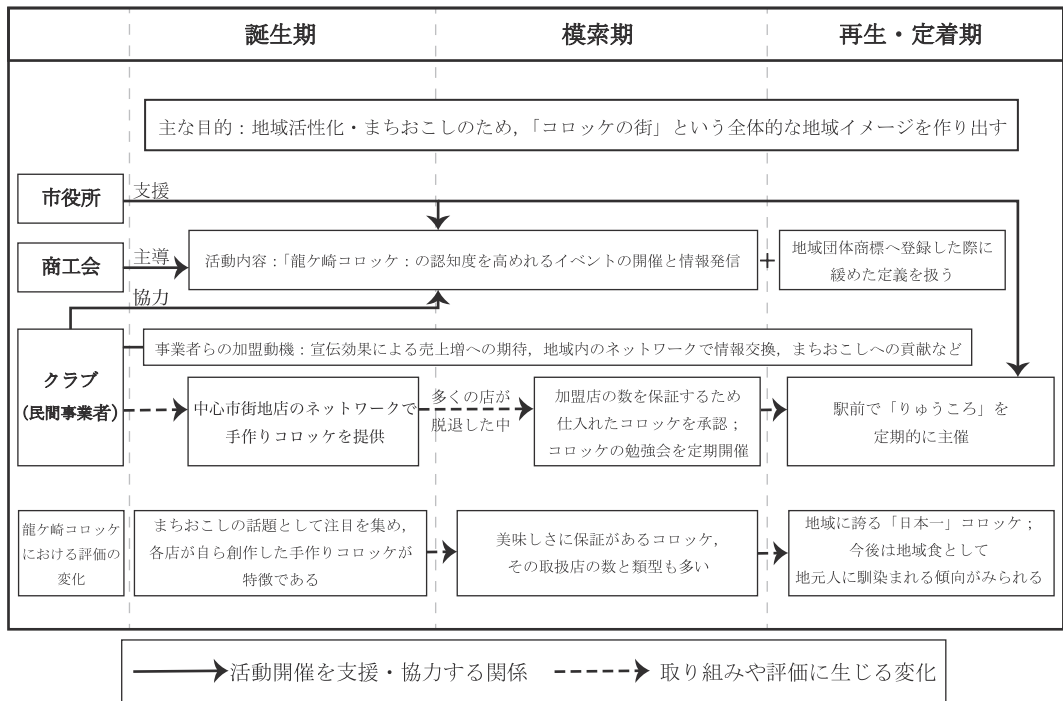 誕生期
模索期
再生・定着期
主な目的：地域活性化・まちおこしのため，「コロッケの街」という全体的な地域イメージを作り出す
市役所
支援
商工会
主導
活動内容：「龍ケ崎コロッケ：の認知度を高めれるイベントの開催と情報発信
+
地域団体商標へ登録した際に
緩めた定義を扱う
協力
クラブ
（民間事業者）
事業者らの加盟動機：宣伝効果による売上増への期待，地域内のネットワークで情報交換，まちおこしへの貢献など
中心市街地店のネットワークで
手作りコロッケを提供
多くの店が
脱退した中
加盟店の数を保証するため
仕入れたコロッケを承認；
コロッケの勉強会を定期開催
駅前で「りゅうころ」を
定期的に主催
龍ケ崎コロッケ
における評価の
変化
まちおこしの話題として注目を集め，
各店が自ら創作した手作りコロッケが
特徴である
美味しさに保証があるコロッケ，
その取扱店の数と類型も多い
地域に誇る「日本一」コロッケ；
今後は地域食として
地元人に馴染まれる傾向がみられる
活動開催を支援・協力する関係
取り組みや評価に生じる変化